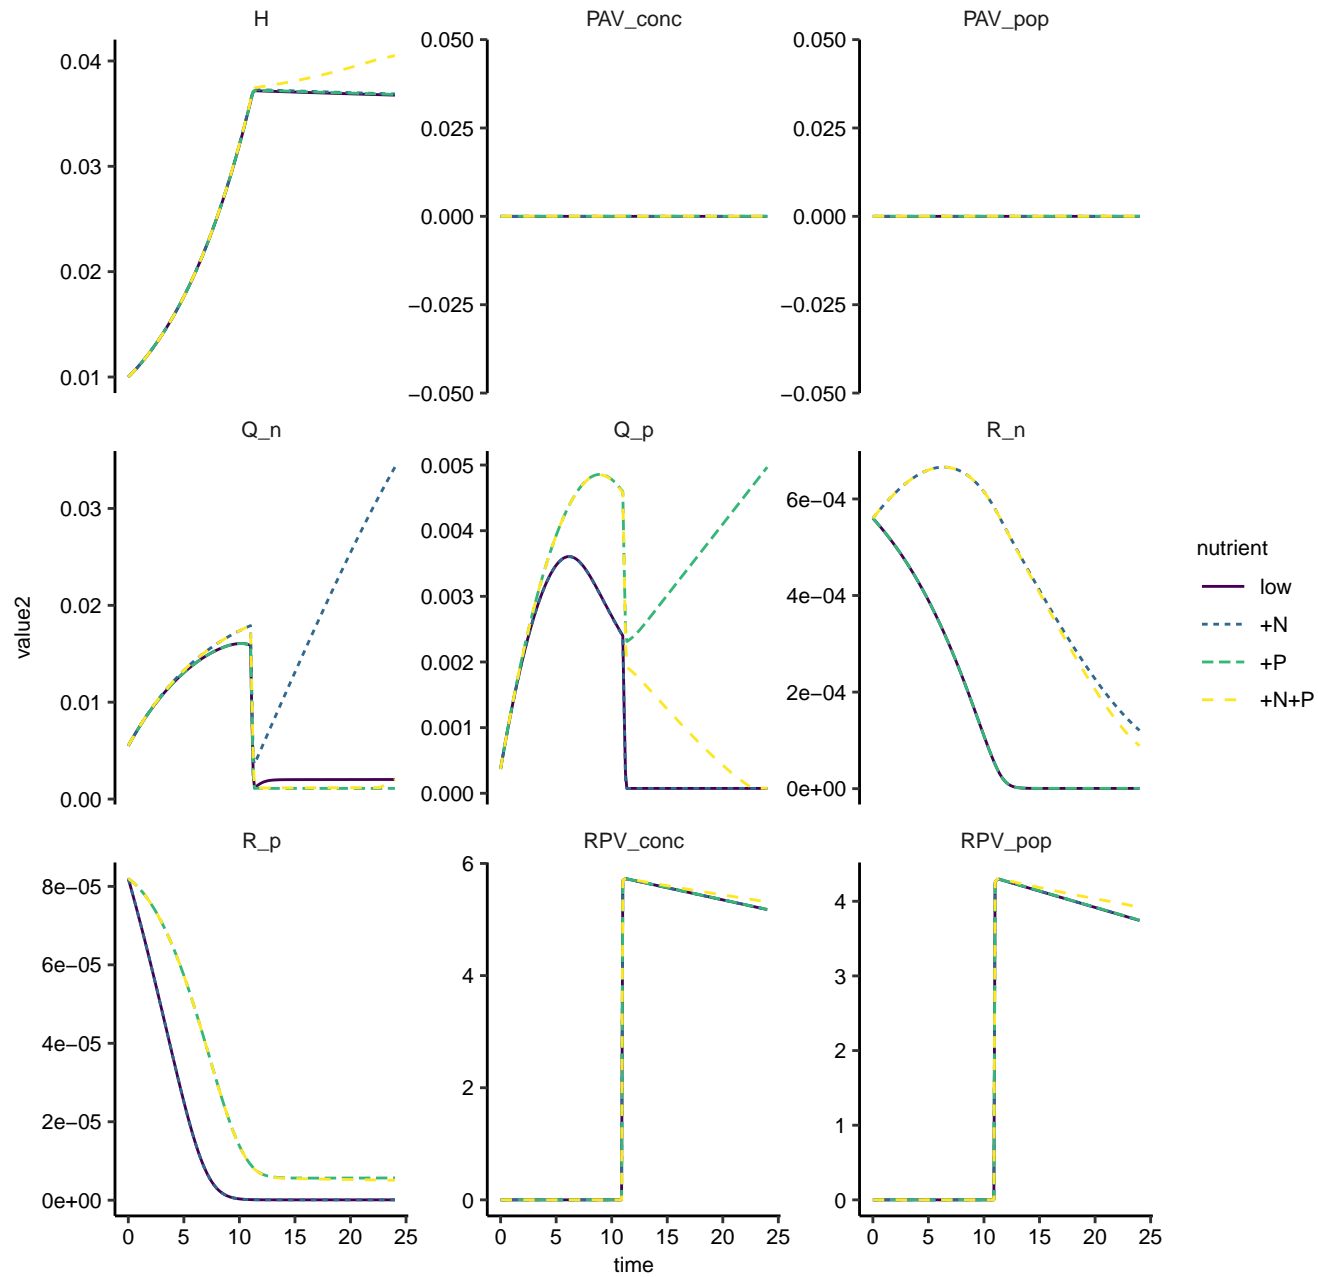 H
PAV_conc
PAV_pop
0.04
0.03
0.02
0.01
0.050
0.025
0.000
−0.025
−0.050
0.050
0.025
0.000
−0.025
−0.050
Q_n
Q_p
R_n
0.03
0.02
0.01
0.00
0.005
0.004
0.003
0.002
0.001
0.000
6e−04
4e−04
2e−04
0e+00
R_p
RPV_conc
RPV_pop
8e−05
6e−05
4e−05
2e−05
0e+00
6
4
2
0
4
3
2
1
0
0 5 10 15 20 25
0 5 10 15 20 25
0 5 10 15 20 25
time
value2
nutrient
low
+N
+P
+N+P